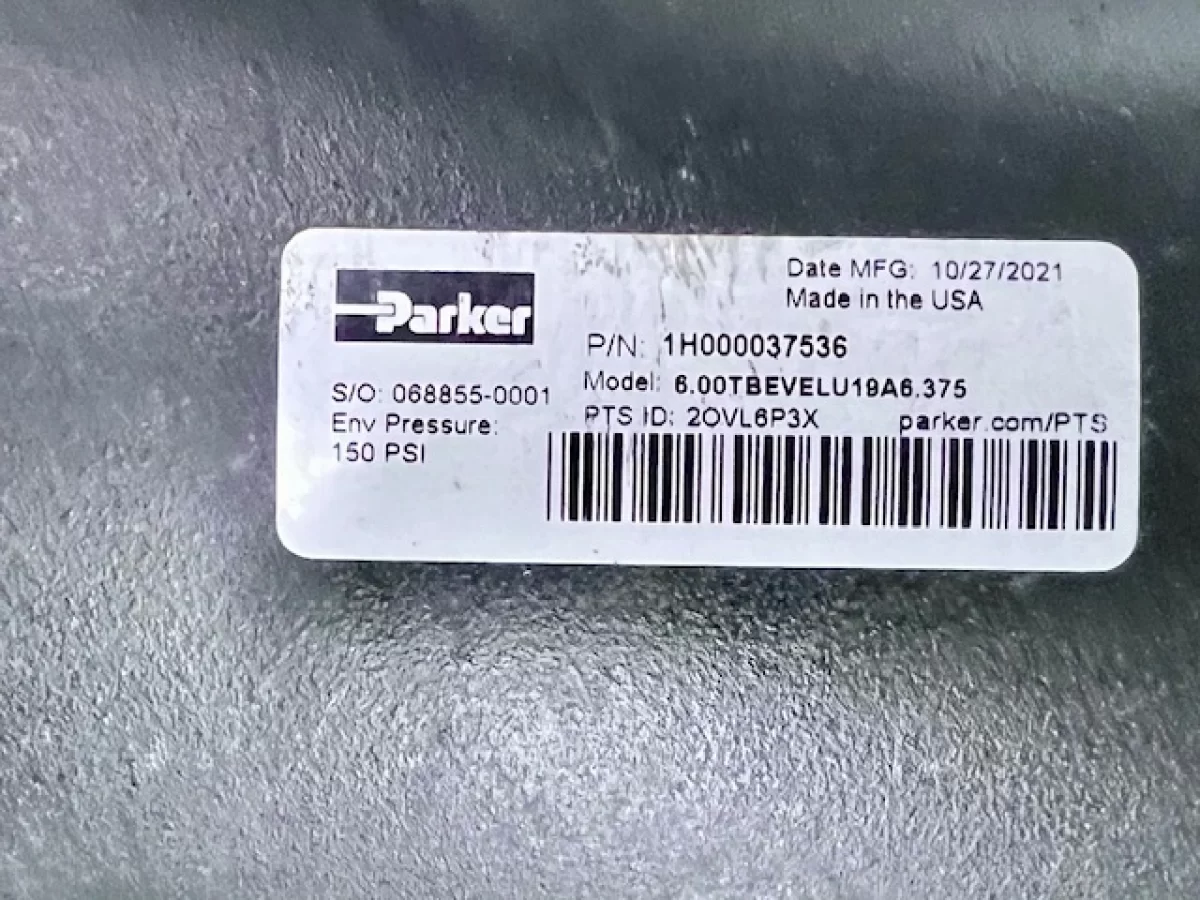 Parker
Date MFG: 10/27/2021
Made in the USA
P/N: 1H000037536
Model: 6.00TBEVELU19A6.375
PTS ID: 2OVL6P3X
parker.com/PTS
S/O: 068855-0001
Env Pressure:
150 PSI